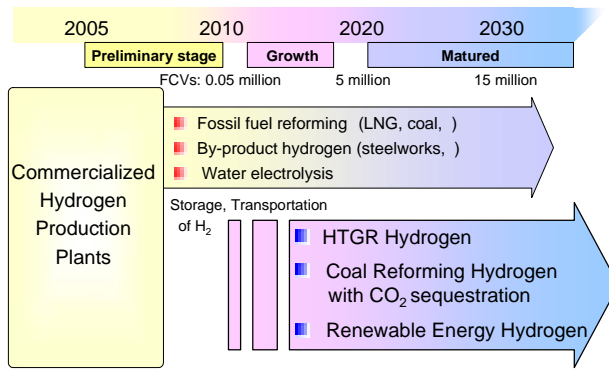 2005 2010 2020 2030
Preliminary stage Growth Matured
FCVs: 0.05 million 5 million 15 million
Commercialized
Hydrogen
Production
Plants
Fossil fuel reforming (LNG, coal, )
By-product hydrogen (steelworks, )
Water electrolysis
Storage, Transportation
of H₂
HTGR Hydrogen
Coal Reforming Hydrogen
with CO₂ sequestration
Renewable Energy Hydrogen